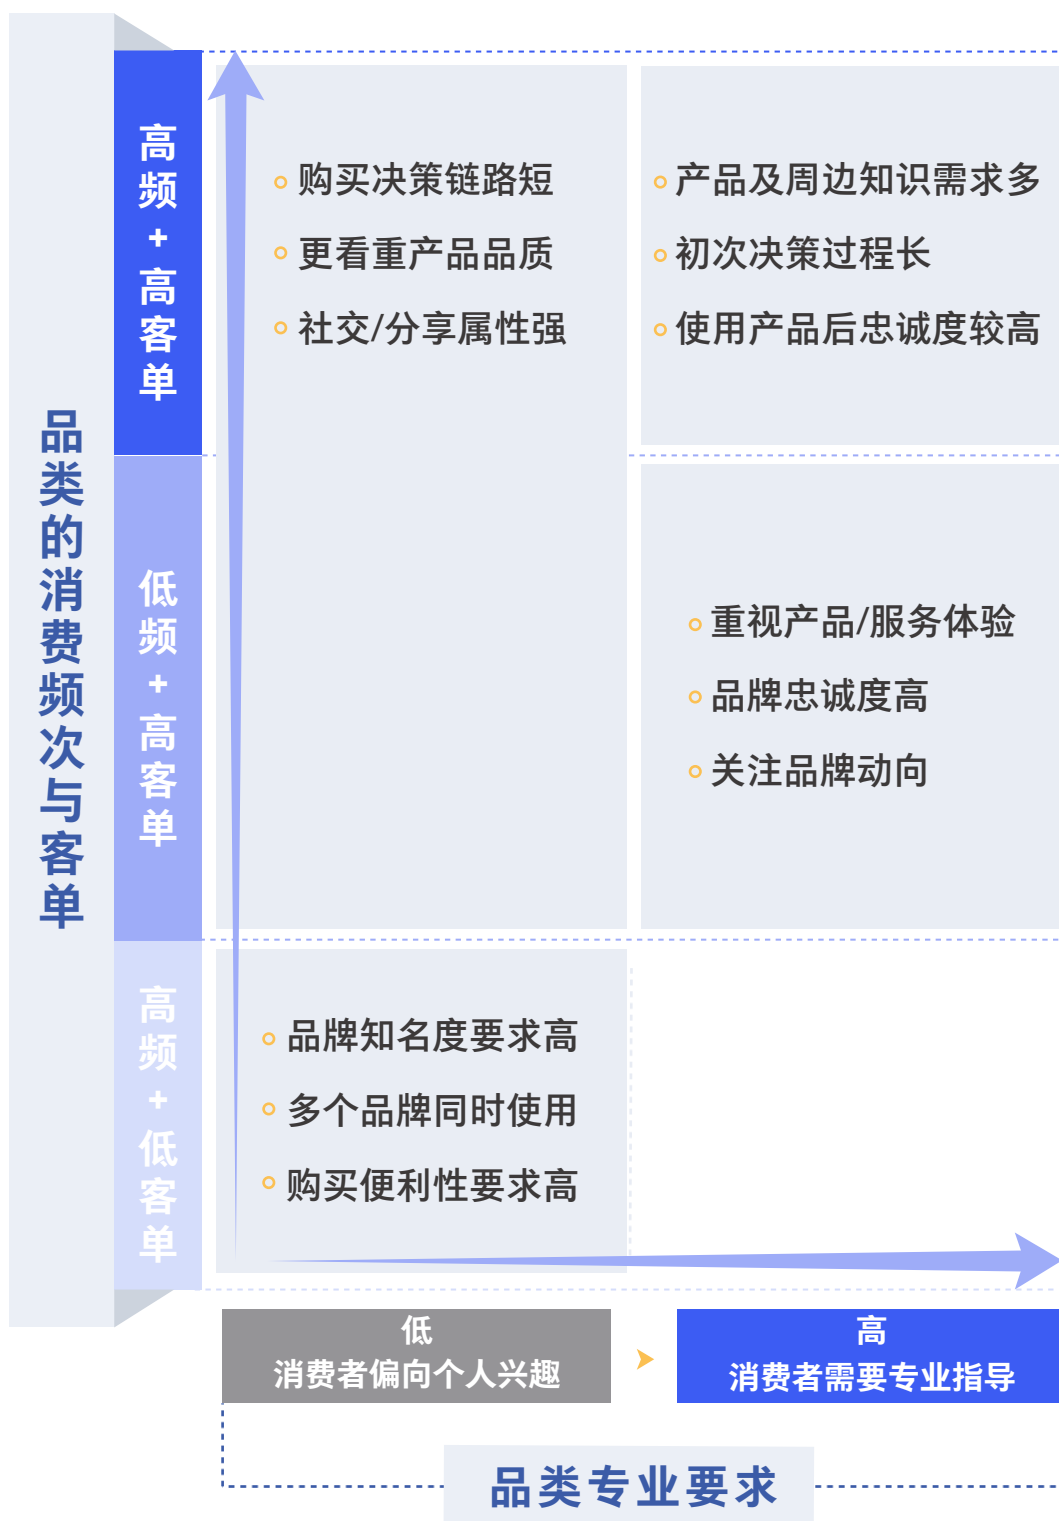 品类的消费频次与客单
高频+高客单
购买决策链路短
更看重产品品质
社交/分享属性强
产品及周边知识需求多
初次决策过程长
使用产品后忠诚度较高
低频+高客单
重视产品/服务体验
品牌忠诚度高
关注品牌动向
高频+低客单
品牌知名度要求高
多个品牌同时使用
购买便利性要求高
低
消费者偏向个人兴趣
高
消费者需要专业指导
品类专业要求